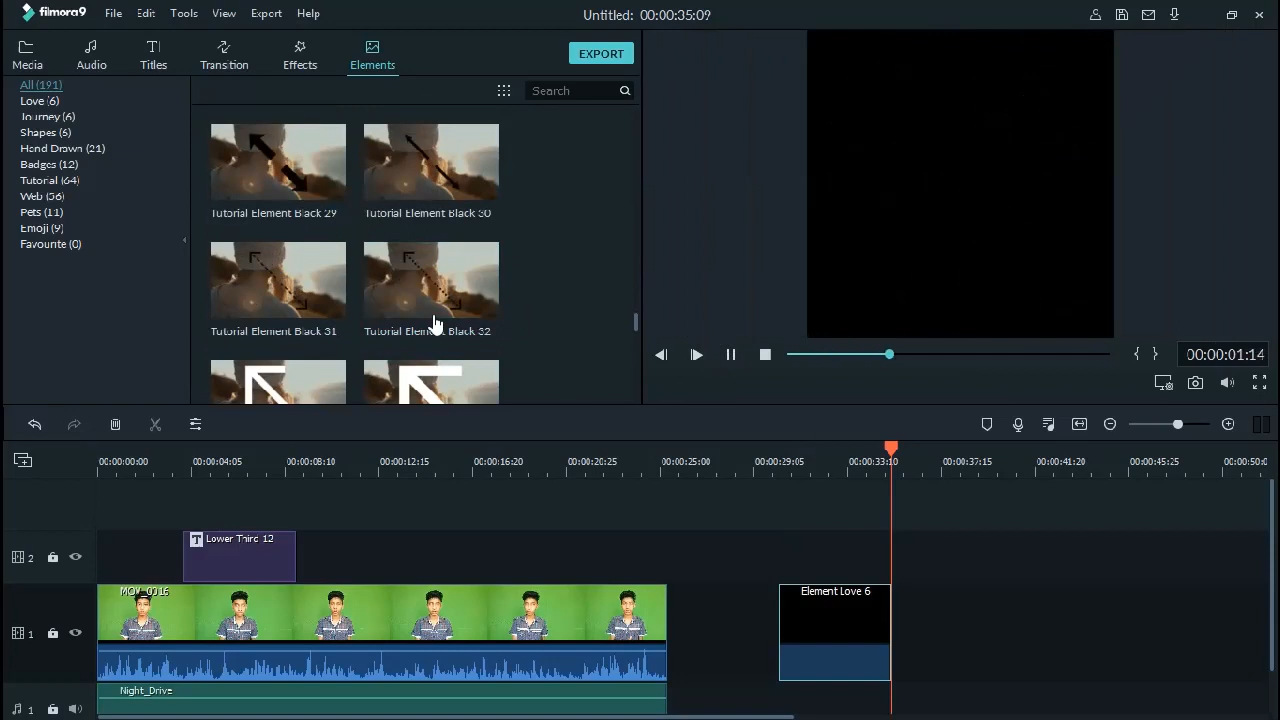 filmora9
File Edit Tools View Export Help
Untitled: 00:00:35:09
Media Audio Titles Transition Effects Elements
EXPORT
All (191)
Love (6)
Journey (6)
Shapes (6)
Hand Drawn (21)
Badges (12)
Tutorial (64)
Web (56)
Pets (11)
Emoji (9)
Favourite (0)
Search
Tutorial Element Black 29 Tutorial Element Black 30
Tutorial Element Black 31 Tutorial Element Black 32
00:00:01:14
00:00:00:00 00:00:04:05 00:00:08:10 00:00:12:15 00:00:16:20 00:00:20:25 00:00:25:00 00:00:29:05 00:00:33:10 00:00:37:15 00:00:41:20 00:00:45:25 00:00:50:0
2
T Lower Third 12
1
MOV_0016
Element Love 6
1
Night_Drive